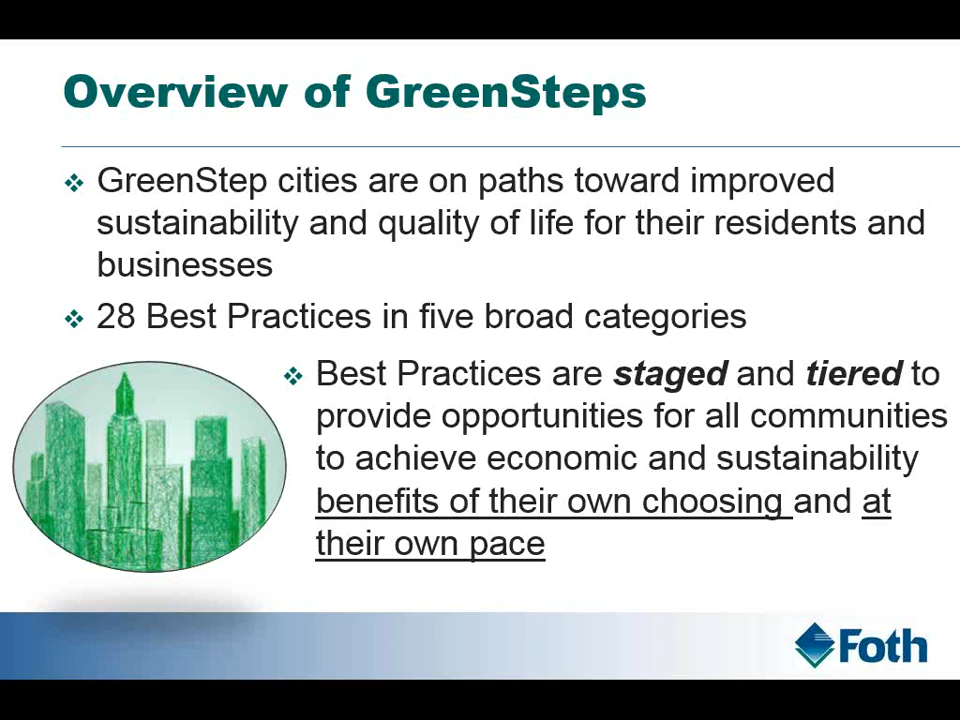 Overview of GreenSteps
GreenStep cities are on paths toward improved
sustainability and quality of life for their residents and
businesses
28 Best Practices in five broad categories
Best Practices are staged and tiered to
provide opportunities for all communities
to achieve economic and sustainability
benefits of their own choosing and at
their own pace
Foth